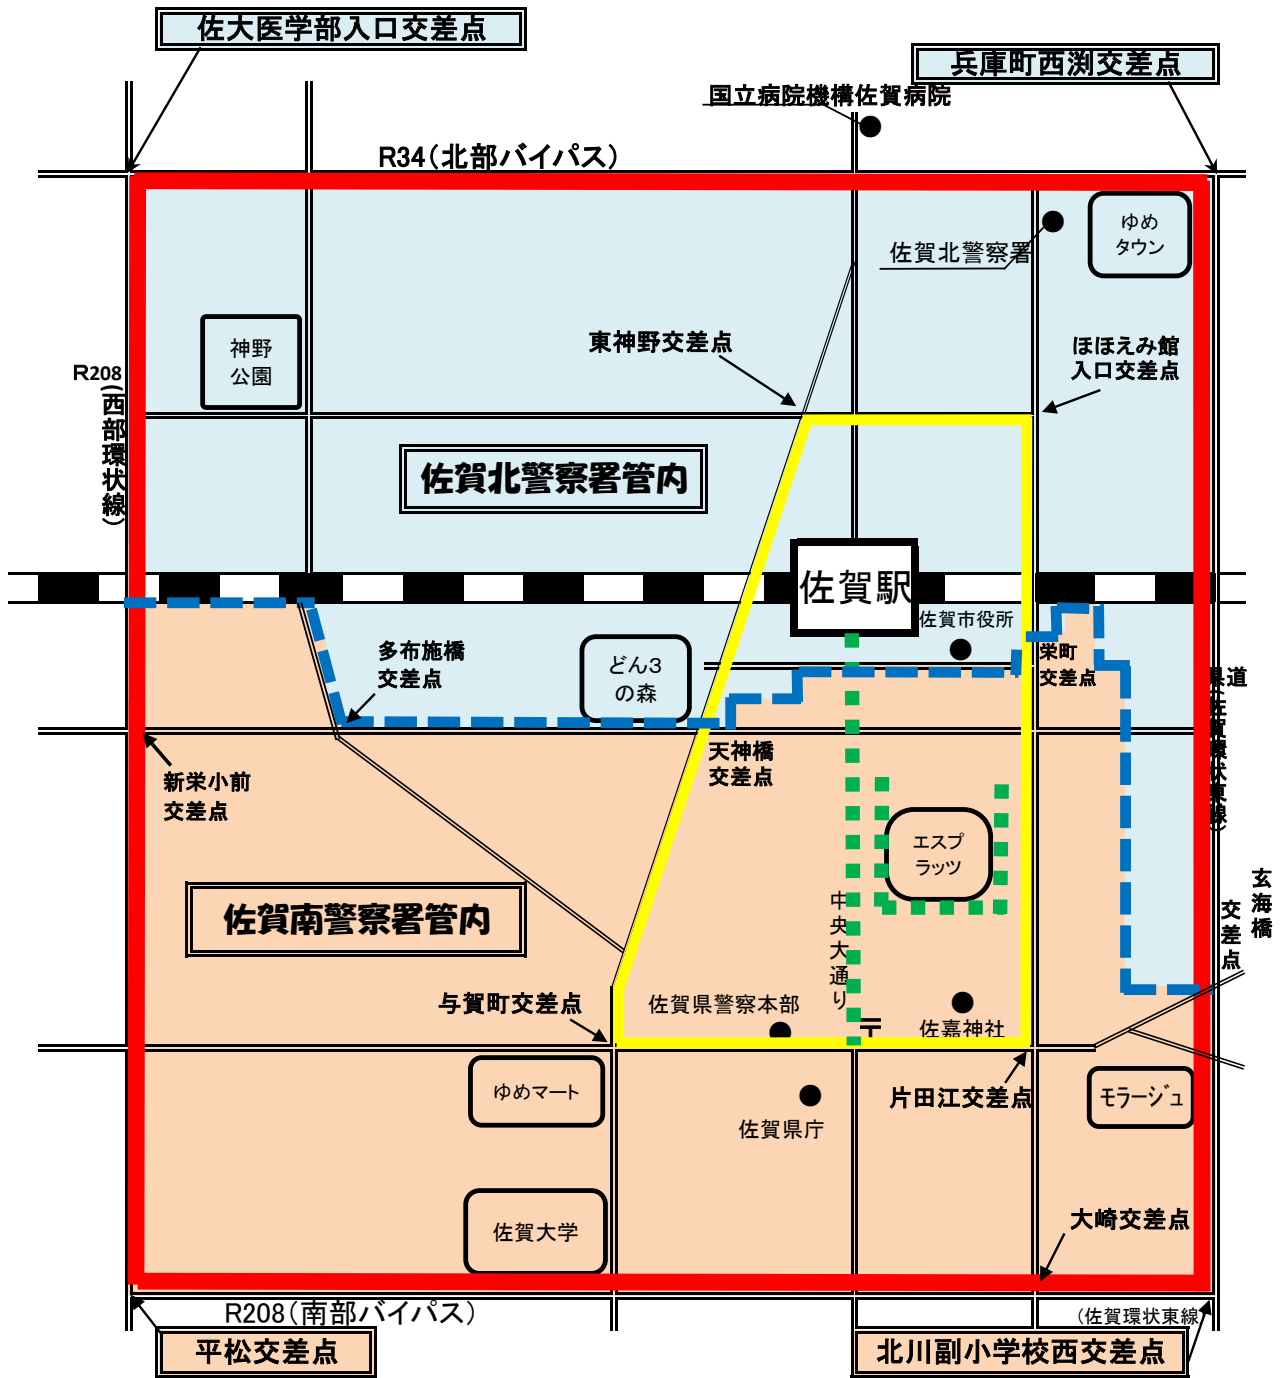 佐大医学部入口交差点
兵庫町西渕交差点
国立病院機構佐賀病院
R34(北部バイパス)
佐賀北警察署
ゆめ
タウン
神野
公園
東神野交差点
ほほえみ館
入口交差点
R208
(西部環状線)
佐賀北警察署管内
佐賀駅
佐賀市役所
どん3
の森
多布施橋
交差点
栄町
交差点
県道
(佐賀環状東線)
天神橋
交差点
新栄小前
交差点
エスプ
ラッツ
中央大通り
玄海橋
交差点
佐賀南警察署管内
与賀町交差点
佐賀県警察本部
〒
佐嘉神社
ゆめマート
佐賀県庁
片田江交差点
モラージュ
佐賀大学
大崎交差点
R208(南部バイパス)
(佐賀環状東線
平松交差点
北川副小学校西交差点